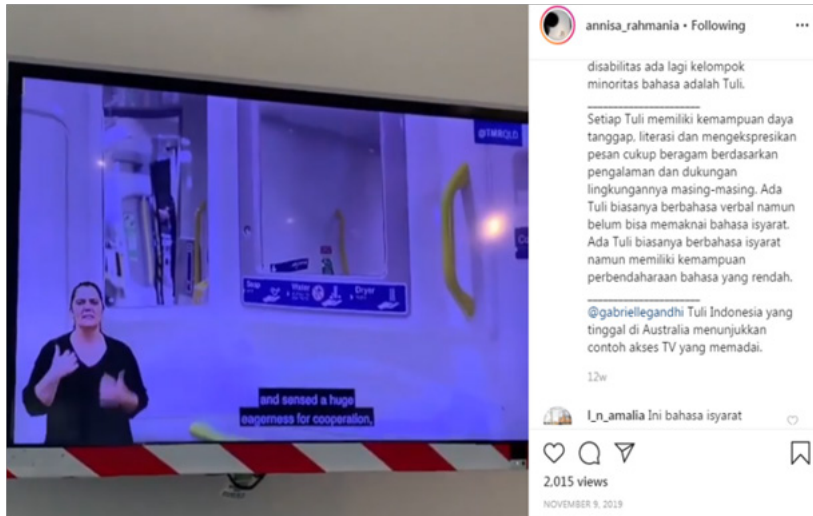 annisa_rahmania • Following
disabilitas ada lagi kelompok
minoritas bahasa adalah Tuli.
Setiap Tuli memiliki kemampuan daya
tanggap, literasi dan mengekspresikan
pesan cukup beragam berdasarkan
pengalaman dan dukungan
lingkungannya masing-masing. Ada
Tuli biasanya berbahasa verbal namun
belum bisa memaknai bahasa isyarat.
Ada Tuli biasanya berbahasa isyarat
namun memiliki kemampuan
perbendaharaan bahasa yang rendah.
@gabriellegandhi Tuli Indonesia yang
tinggal di Australia menunjukkan
contoh akses TV yang memadai.
12w
l_n_amalia Ini bahasa isyarat
2,015 views
NOVEMBER 9, 2019
@TMRQLD
Soap
Water
Dryer
and sensed a huge
eagerness for cooperation,